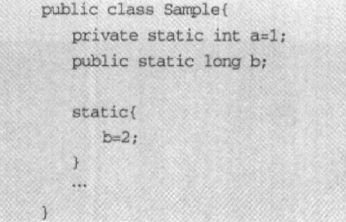 public class Sample{
private static int a=1;
public static long b;
static{
b=2;
}
...
}